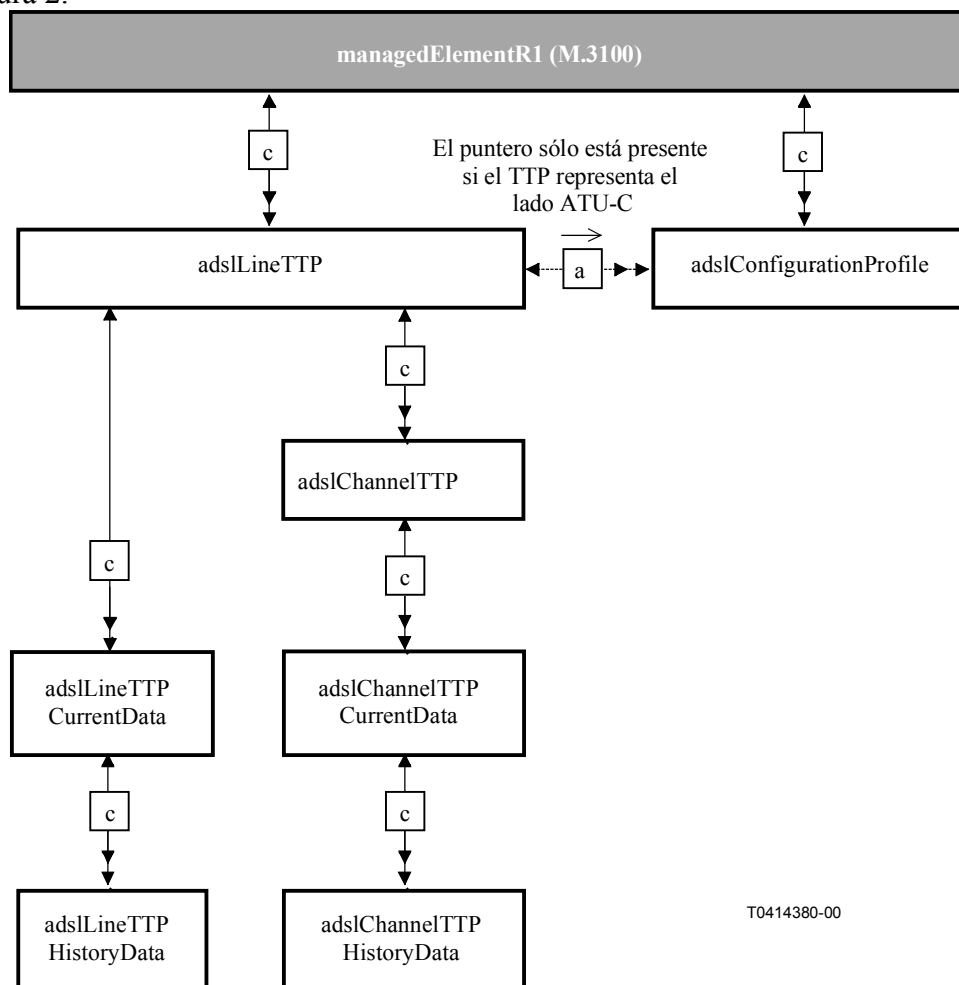 ura 2.
managedElementR1 (M.3100)
c
El puntero sólo está presente
si el TTP representa el
lado ATU-C
c
adslLineTTP
a
adslConfigurationProfile
c
adslChannelTTP
c
c
adslLineTTP
CurrentData
adslChannelTTP
CurrentData
c
c
adslLineTTP
HistoryData
adslChannelTTP
HistoryData
T0414380-00